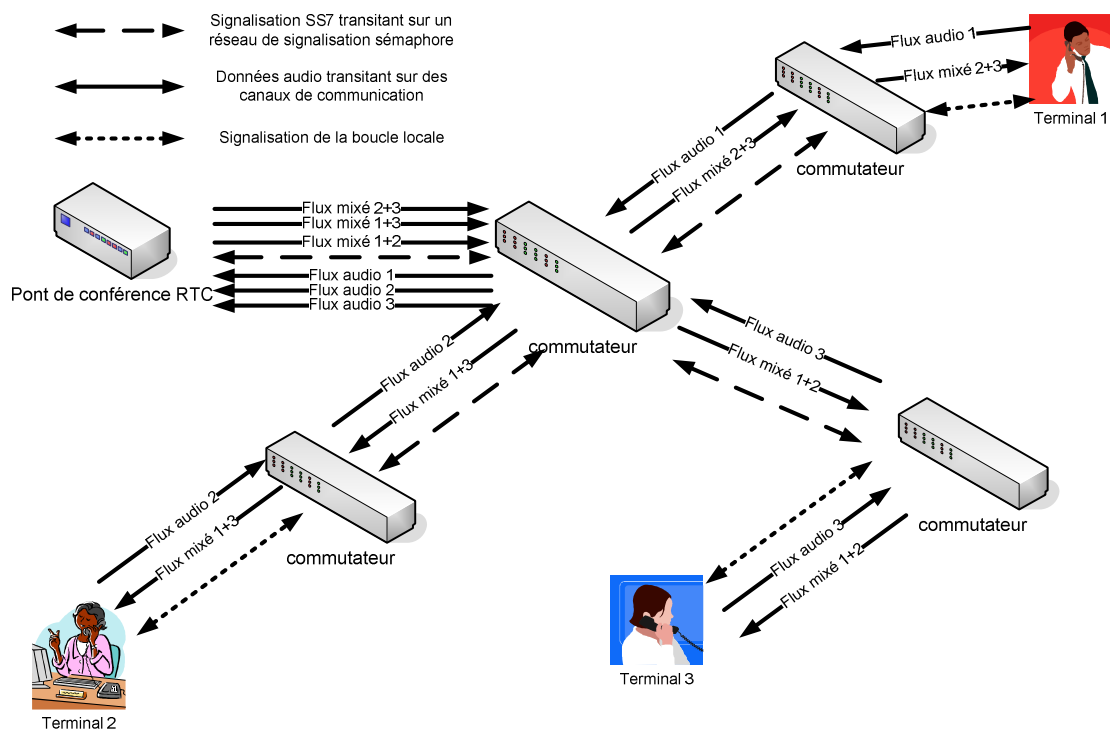 Signalisation SS7 transitant sur un
réseau de signalisation sémaphore
Données audio transitant sur des
canaux de communication
Signalisation de la boucle locale
Flux audio 1
Flux mixé 2+3
Terminal 1
commutateur
Flux audio 1
Flux mixé 2+3
Flux mixé 2+3
Flux mixé 1+3
Flux mixé 1+2
Flux audio 1
Flux audio 2
Flux audio 3
Pont de conférence RTC
commutateur
Flux audio 2
Flux mixé 1+3
Flux audio 3
Flux mixé 1+2
commutateur
Flux audio 2
Flux mixé 1+3
commutateur
Flux audio 3
Flux mixé 1+2
Terminal 3
Terminal 2